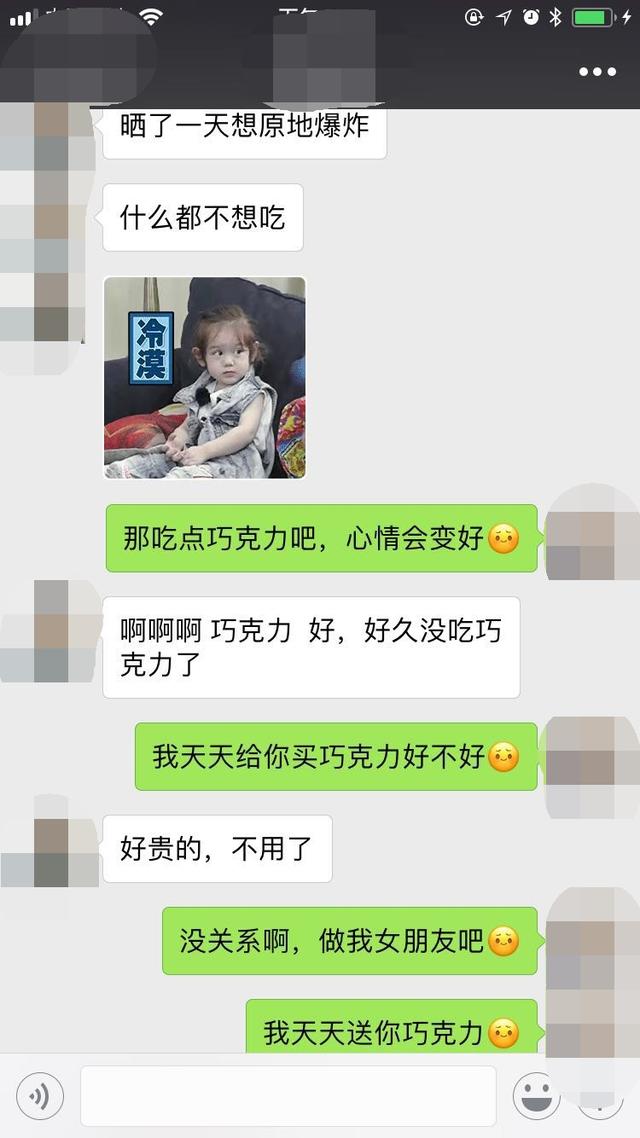 晒了一天想原地爆炸
什么都不想吃
冷漠
那吃点巧克力吧，心情会变好
啊啊啊 巧克力 好，好久没吃巧
克力了
我天天给你买巧克力好不好
好贵的，不用了
没关系啊，做我女朋友吧
我天天送你巧克力